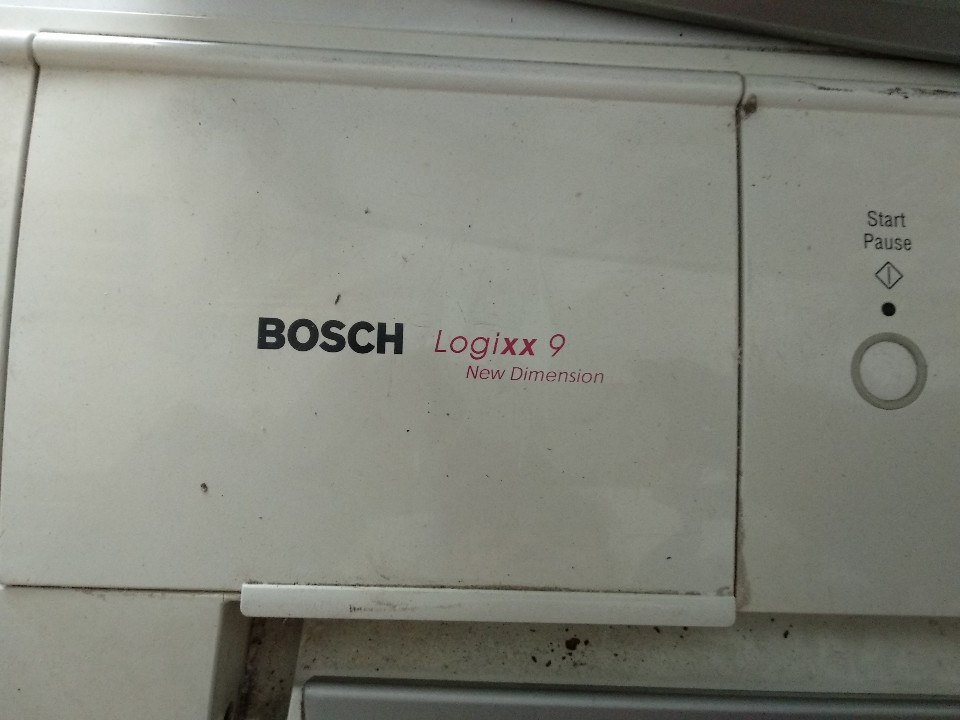 BOSCH Logixx 9
New Dimension
Start
Pause